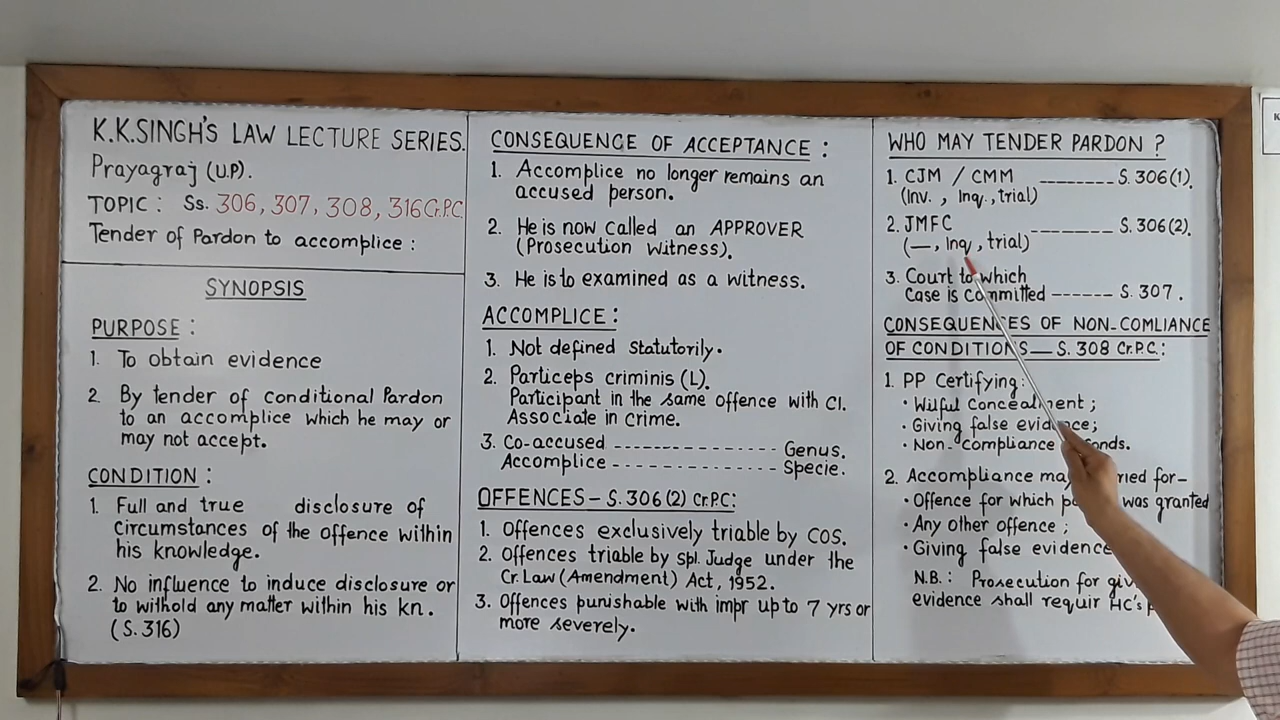 K.K.SINGH'S LAW LECTURE SERIES.
Prayagraj (U.P).
TOPIC : Ss. 306, 307, 308, 316 Cr.P.C
Tender of Pardon to accomplice :
SYNOPSIS
PURPOSE :
1. To obtain evidence
2. By tender of conditional Pardon
to an accomplice which he may or
may not accept.
CONDITION :
1. Full and true disclosure of
circumstances of the offence within
his knowledge.
2. No influence to induce disclosure or
to withold any matter within his kn.
(S.316)
CONSEQUENCE OF ACCEPTANCE :
1. Accomplice no longer remains an
accused person.
2. He is now called an APPROVER
(Prosecution Witness).
3. He is to examined as a witness.
ACCOMPLICE :
1. Not defined statutorily.
2. Particeps criminis (L).
Participant in the same offence with C1.
Associate in crime.
3. Co-accused -------------- Genus.
Accomplice -------------- Specie.
OFFENCES – S. 306(2) Cr.P.C:
1. Offences exclusively triable by COS.
2. Offences triable by Spl. Judge under the
Cr. Law (Amendment) Act, 1952.
3. Offences punishable with impr up to 7 yrs or
more severely.
WHO MAY TENDER PARDON ?
1. CJM / CMM -------- S. 306(1).
(Inv. , Inq., trial)
2. JMFC ------- S. 306(2).
(—, Inq , trial)
3. Court to which
Case is committed ------ S. 307.
CONSEQUENCES OF NON-COMLIANCE
OF CONDITIONS — S. 308 Cr.P.C.:
1. PP Certifying:
• Wilful Concealment ;
• Giving false evidence;
• Non-Compliance onds.
2. Accompliance may ried for-
• Offence for which was granted
• Any other offence ;
• Giving false evidence
N.B.: Prosecution for
evidence shall requir HC's